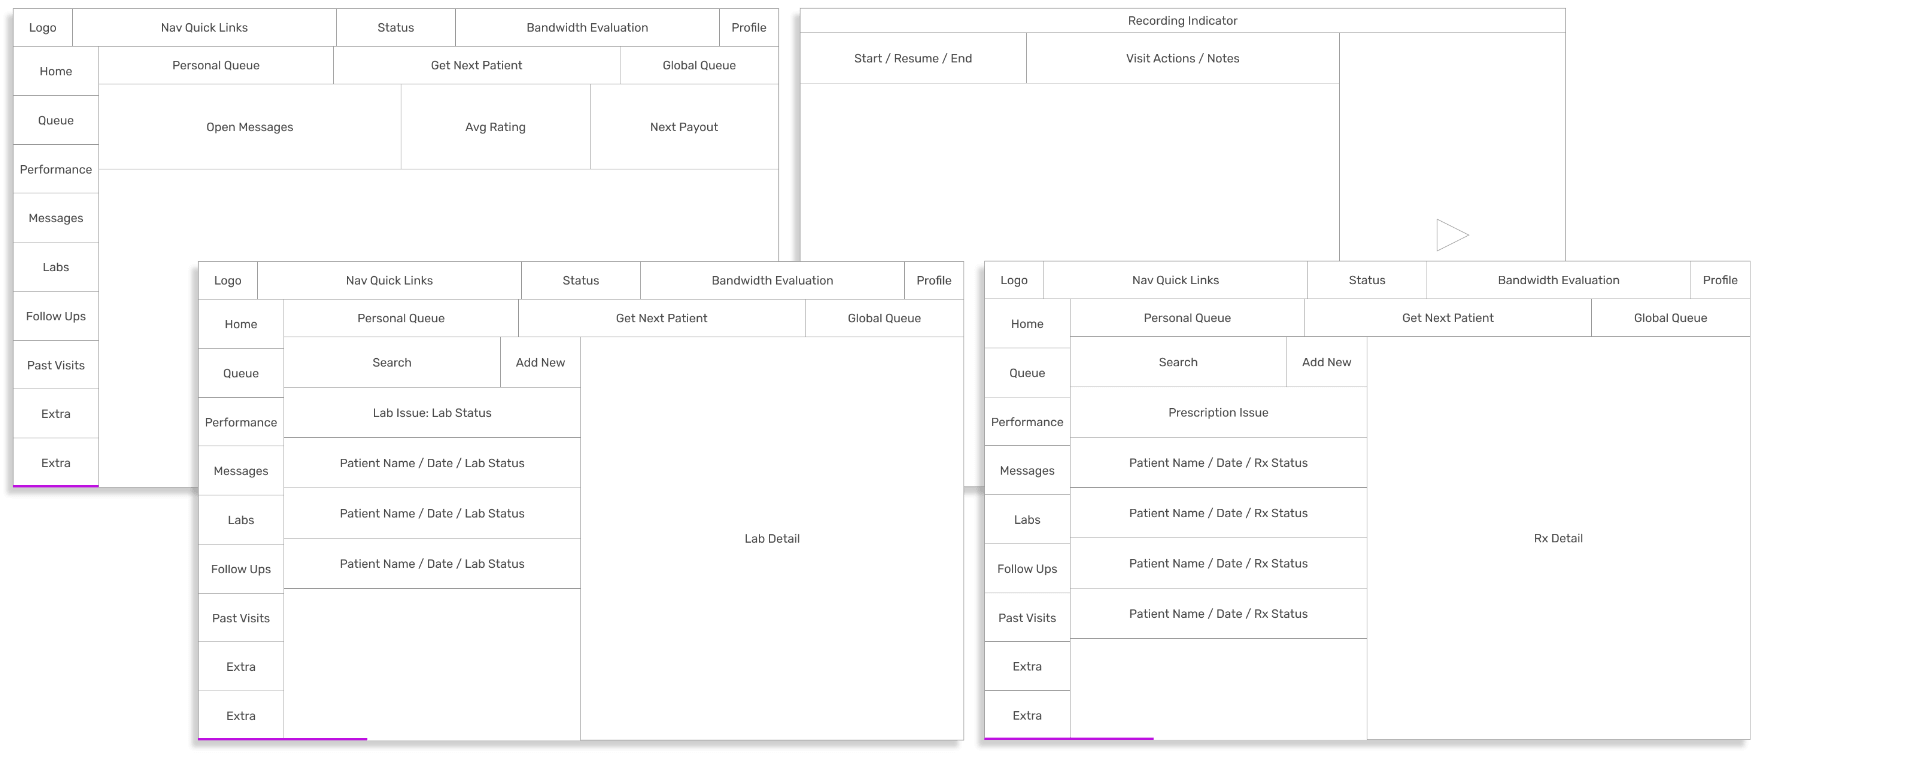 Logo
Nav Quick Links
Status
Bandwidth Evaluation
Profile
Home
Queue
Performance
Messages
Labs
Follow Ups
Past Visits
Extra
Extra
Personal Queue
Get Next Patient
Global Queue
Open Messages
Avg Rating
Next Payout
Recording Indicator
Start / Resume / End
Visit Actions / Notes
Logo
Nav Quick Links
Status
Bandwidth Evaluation
Profile
Home
Queue
Performance
Messages
Labs
Follow Ups
Past Visits
Extra
Extra
Personal Queue
Get Next Patient
Global Queue
Search
Add New
Lab Issue: Lab Status
Patient Name / Date / Lab Status
Patient Name / Date / Lab Status
Patient Name / Date / Lab Status
Lab Detail
Logo
Nav Quick Links
Status
Bandwidth Evaluation
Profile
Home
Queue
Performance
Messages
Labs
Follow Ups
Past Visits
Extra
Extra
Personal Queue
Get Next Patient
Global Queue
Search
Add New
Prescription Issue
Patient Name / Date / Rx Status
Patient Name / Date / Rx Status
Patient Name / Date / Rx Status
Patient Name / Date / Rx Status
Rx Detail